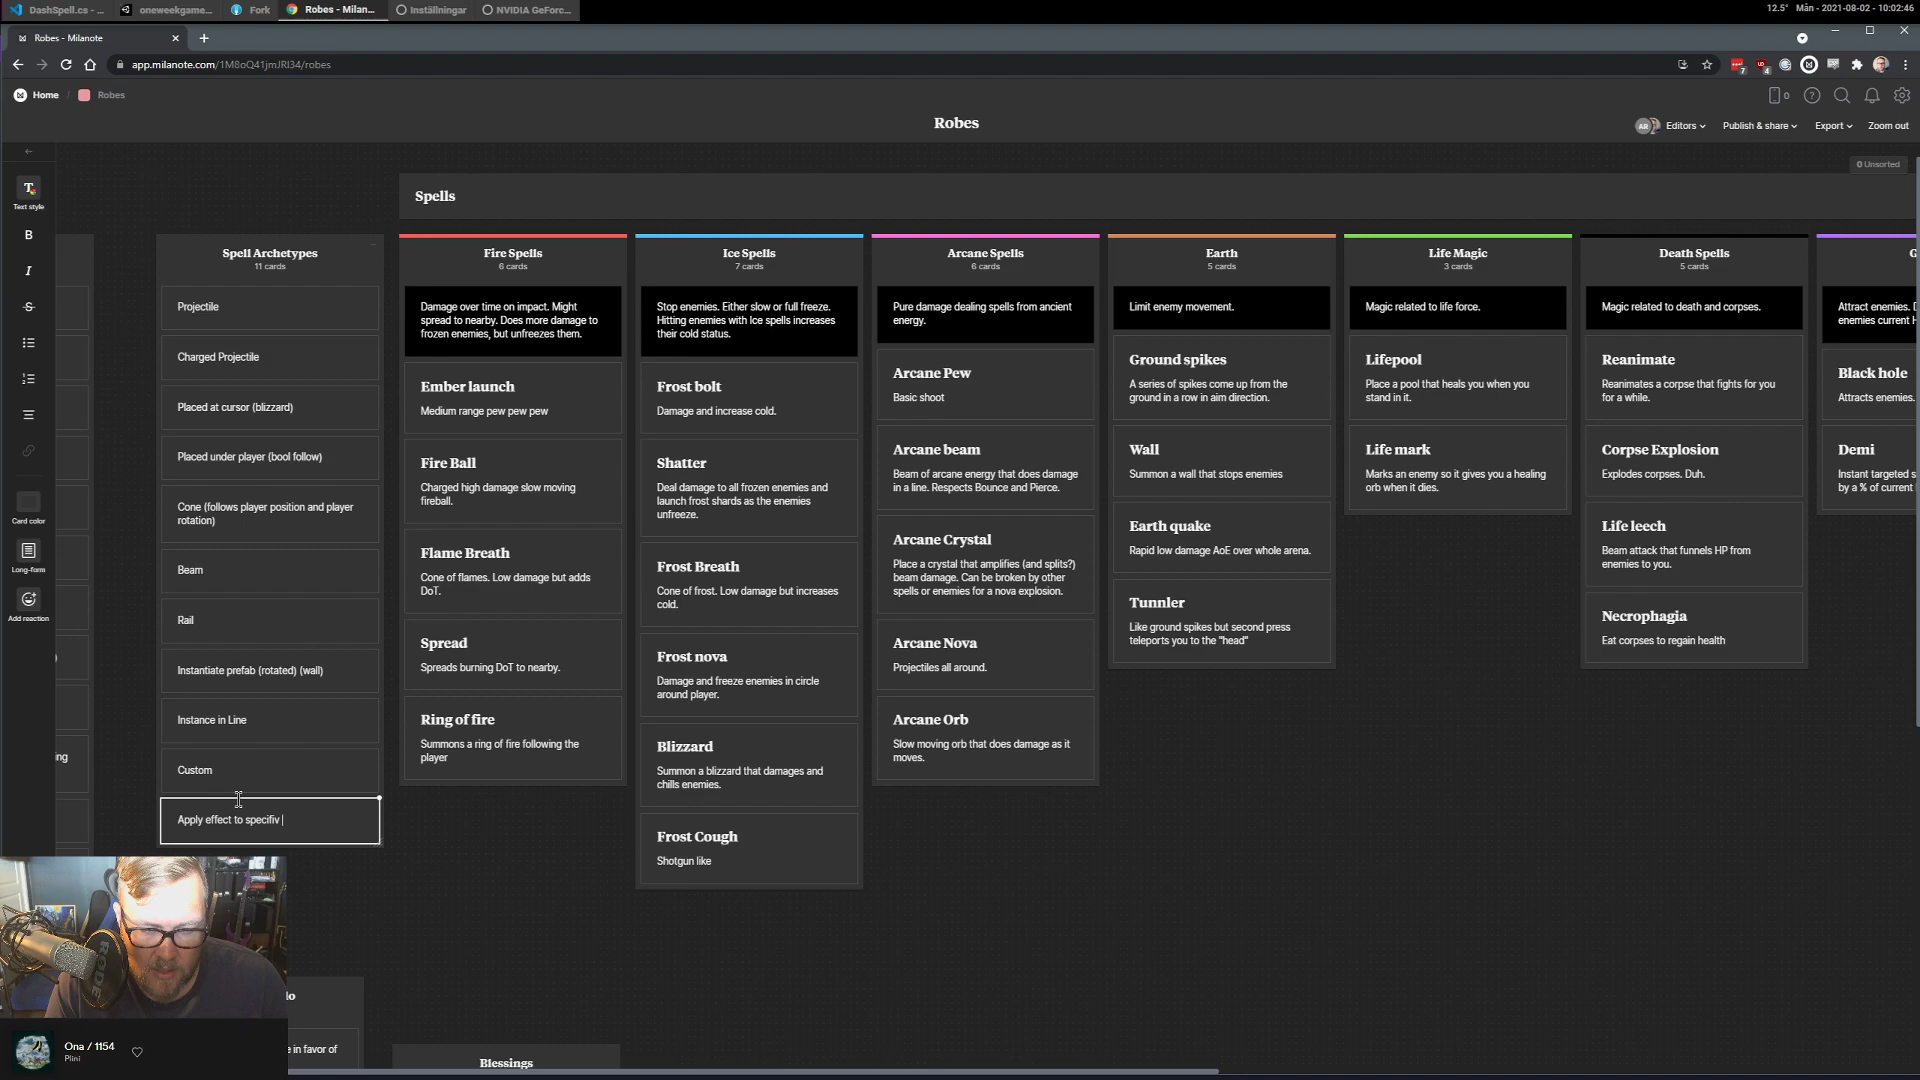 DashSpell.cs - ...
oneweekgame...
Fork
Robes - Milan...
Inställningar
NVIDIA GeForc...
12.5° Mån - 2021-08-02 - 10:02:46
Robes - Milanote
app.milanote.com/1M8oQ41jmJRI34/robes
7
4
Home / Robes
0
Robes
AR
Editors
Publish & share
Export
Zoom out
0 Unsorted
Text style
B
I
S
Card color
Long-form
Add reaction
ing
Spells
Spell Archetypes
11 cards
Projectile
Charged Projectile
Placed at cursor (blizzard)
Placed under player (bool follow)
Cone (follows player position and player
rotation)
Beam
Rail
Instantiate prefab (rotated) (wall)
Instance in Line
Custom
Apply effect to specifiv
Fire Spells
6 cards
Damage over time on impact. Might
spread to nearby. Does more damage to
frozen enemies, but unfreezes them.
Ember launch
Medium range pew pew pew
Fire Ball
Charged high damage slow moving
fireball.
Flame Breath
Cone of flames. Low damage but adds
DoT.
Spread
Spreads burning DoT to nearby.
Ring of fire
Summons a ring of fire following the
player
Ice Spells
7 cards
Stop enemies. Either slow or full freeze.
Hitting enemies with Ice spells increases
their cold status.
Frost bolt
Damage and increase cold.
Shatter
Deal damage to all frozen enemies and
launch frost shards as the enemies
unfreeze.
Frost Breath
Cone of frost. Low damage but increases
cold.
Frost nova
Damage and freeze enemies in circle
around player.
Blizzard
Summon a blizzard that damages and
chills enemies.
Frost Cough
Shotgun like
Arcane Spells
6 cards
Pure damage dealing spells from ancient
energy.
Arcane Pew
Basic shoot
Arcane beam
Beam of arcane energy that does damage
in a line. Respects Bounce and Pierce.
Arcane Crystal
Place a crystal that amplifies (and splits?)
beam damage. Can be broken by other
spells or enemies for a nova explosion.
Arcane Nova
Projectiles all around.
Arcane Orb
Slow moving orb that does damage as it
moves.
Earth
5 cards
Limit enemy movement.
Ground spikes
A series of spikes come up from the
ground in a row in aim direction.
Wall
Summon a wall that stops enemies
Earth quake
Rapid low damage AoE over whole arena.
Tunnler
Like ground spikes but second press
teleports you to the "head"
Life Magic
3 cards
Magic related to life force.
Lifepool
Place a pool that heals you when you
stand in it.
Life mark
Marks an enemy so it gives you a healing
orb when it dies.
Death Spells
5 cards
Magic related to death and corpses.
Reanimate
Reanimates a corpse that fights for you
for a while.
Corpse Explosion
Explodes corpses. Duh.
Life leech
Beam attack that funnels HP from
enemies to you.
Necrophagia
Eat corpses to regain health
G
Attract enemies. D
enemies current H
Black hole
Attracts enemies.
Demi
Instant targeted s
by a % of current
RODE
lo
e in favor of
Blessings
Ona / 1154
Plini